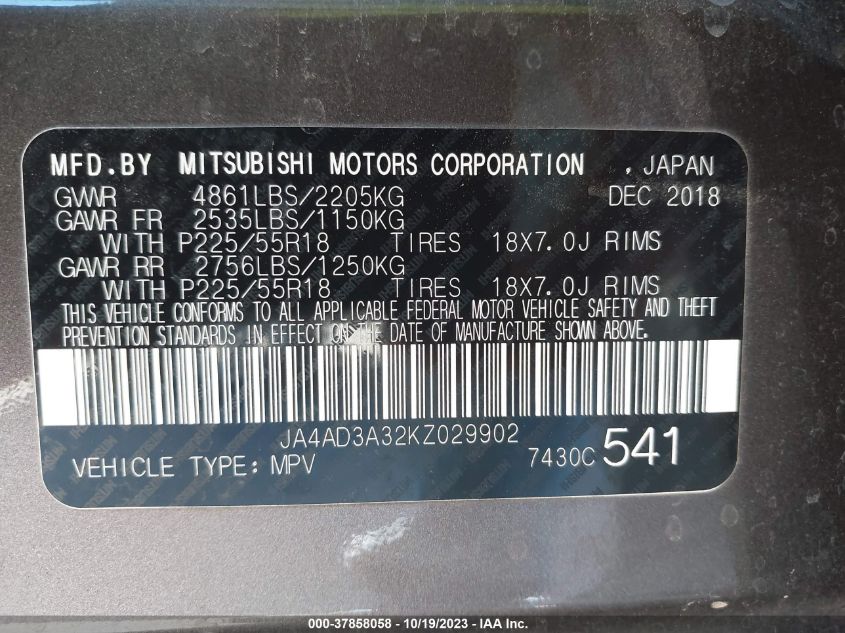 MFD.BY MITSUBISHI MOTORS CORPORATION , JAPAN
GVWR 4861LBS/2205KG DEC 2018
GAWR FR 2535LBS/1150KG
WITH P225/55R18 TIRES 18X7.0J RIMS
GAWR RR 2756LBS/1250KG
WITH P225/55R18 TIRES 18X7.0J RIMS
THIS VEHICLE CONFORMS TO ALL APPLICABLE FEDERAL MOTOR VEHICLE SAFETY AND THEFT
PREVENTION STANDARDS IN EFFECT ON THE DATE OF MANUFACTURE SHOWN ABOVE.
JA4AD3A32KZ029902
VEHICLE TYPE: MPV 7430C 541
000-37858058 - 10/19/2023 - IAA Inc.